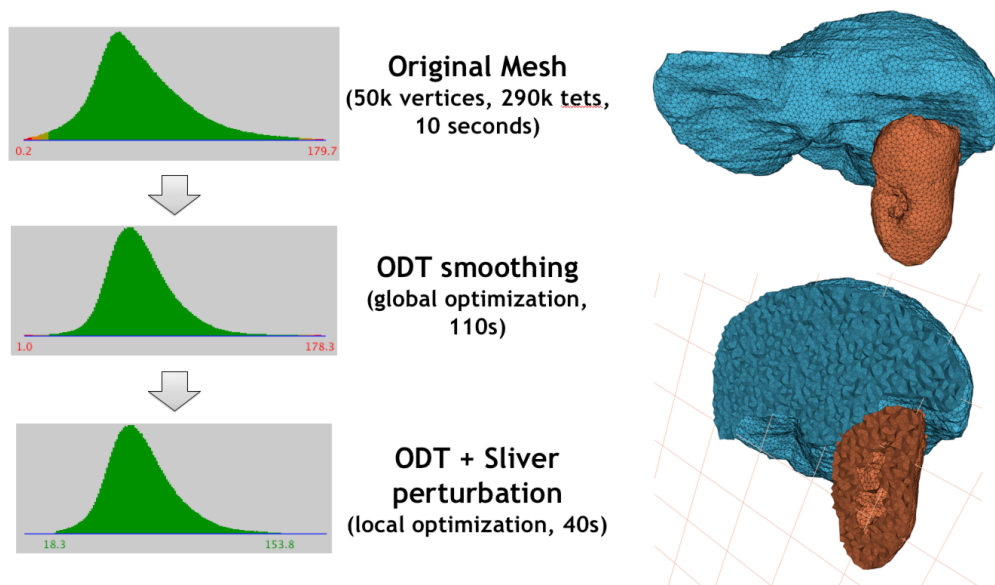 Original Mesh
(50k vertices, 290k tets,
10 seconds)
0.2
179.7
ODT smoothing
(global optimization,
110s)
1.0
178.3
ODT + Sliver
perturbation
(local optimization, 40s)
18.3
153.8